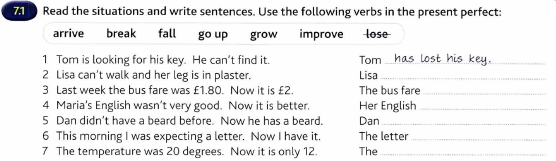 7.1 Read the situations and write sentences. Use the following verbs in the present perfect:
arrive break fall go up grow improve lose
1 Tom is looking for his key. He can't find it. Tom has lost his key.
2 Lisa can't walk and her leg is in plaster. Lisa
3 Last week the bus fare was £1.80. Now it is £2. The bus fare
4 Maria's English wasn't very good. Now it is better. Her English
5 Dan didn't have a beard before. Now he has a beard. Dan
6 This morning I was expecting a letter. Now I have it. The letter
7 The temperature was 20 degrees. Now it is only 12. The